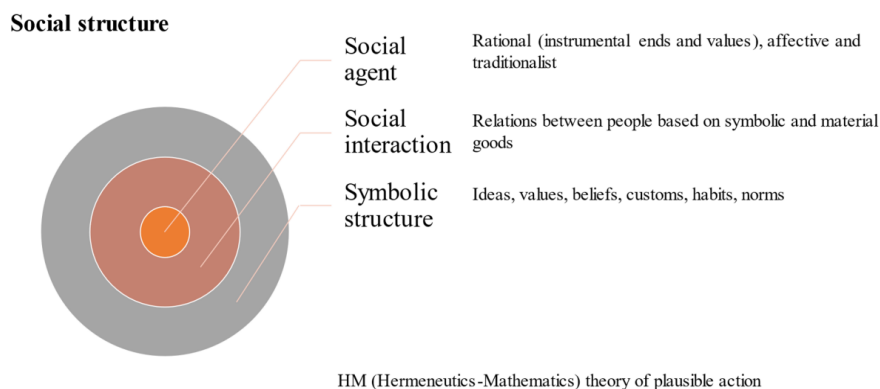 Social structure
Social
agent
Rational (instrumental ends and values), affective and
traditionalist
Social
interaction
Relations between people based on symbolic and material
goods
Symbolic
structure
Ideas, values, beliefs, customs, habits, norms
HM (Hermeneutics-Mathematics) theory of plausible action